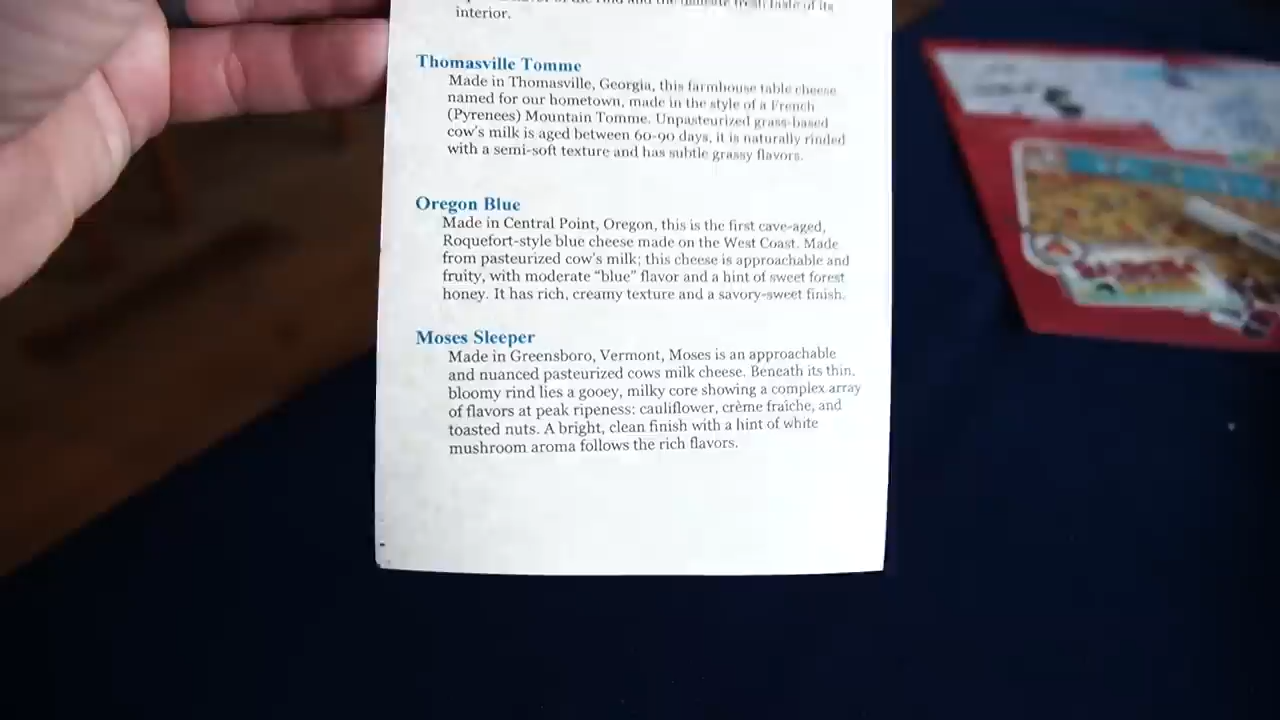 interior.
Thomasville Tomme
Made in Thomasville, Georgia, this farmhouse table cheese
named for our hometown, made in the style of a French
(Pyrenees) Mountain Tomme. Unpasteurized grass-based
cow's milk is aged between 60-90 days, it is naturally rinded
with a semi-soft texture and has subtle grassy flavors.
Oregon Blue
Made in Central Point, Oregon, this is the first cave-aged,
Roquefort-style blue cheese made on the West Coast. Made
from pasteurized cow's milk; this cheese is approachable and
fruity, with moderate “blue” flavor and a hint of sweet forest
honey. It has rich, creamy texture and a savory-sweet finish.
Moses Sleeper
Made in Greensboro, Vermont, Moses is an approachable
and nuanced pasteurized cows milk cheese. Beneath its thin,
bloomy rind lies a gooey, milky core showing a complex array
of flavors at peak ripeness: cauliflower, crème fraîche, and
toasted nuts. A bright, clean finish with a hint of white
mushroom aroma follows the rich flavors.